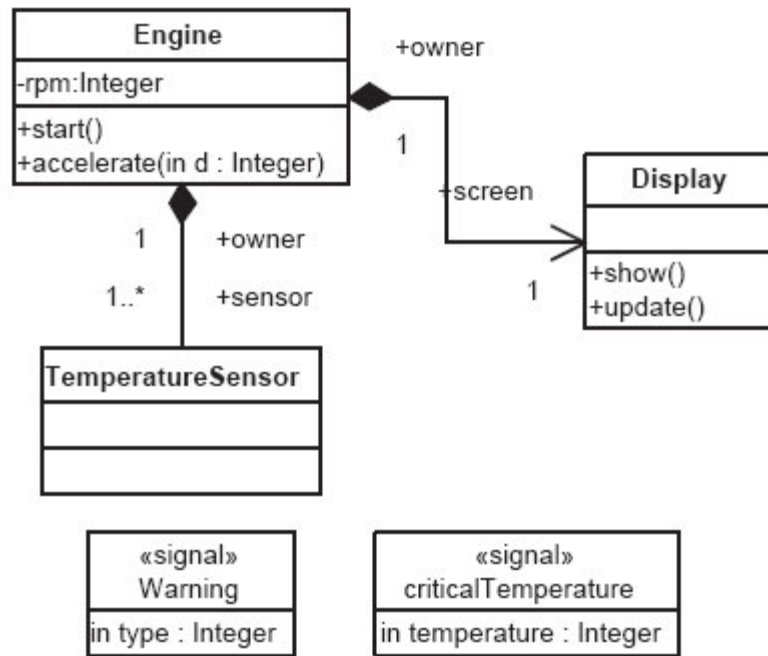 Engine
-rpm:Integer
+start()
+accelerate(in d : Integer)
+owner
1
+screen
1
Display
+show()
+update()
1
+owner
1..*
+sensor
TemperatureSensor
«signal»
Warning
in type : Integer
«signal»
criticalTemperature
in temperature : Integer